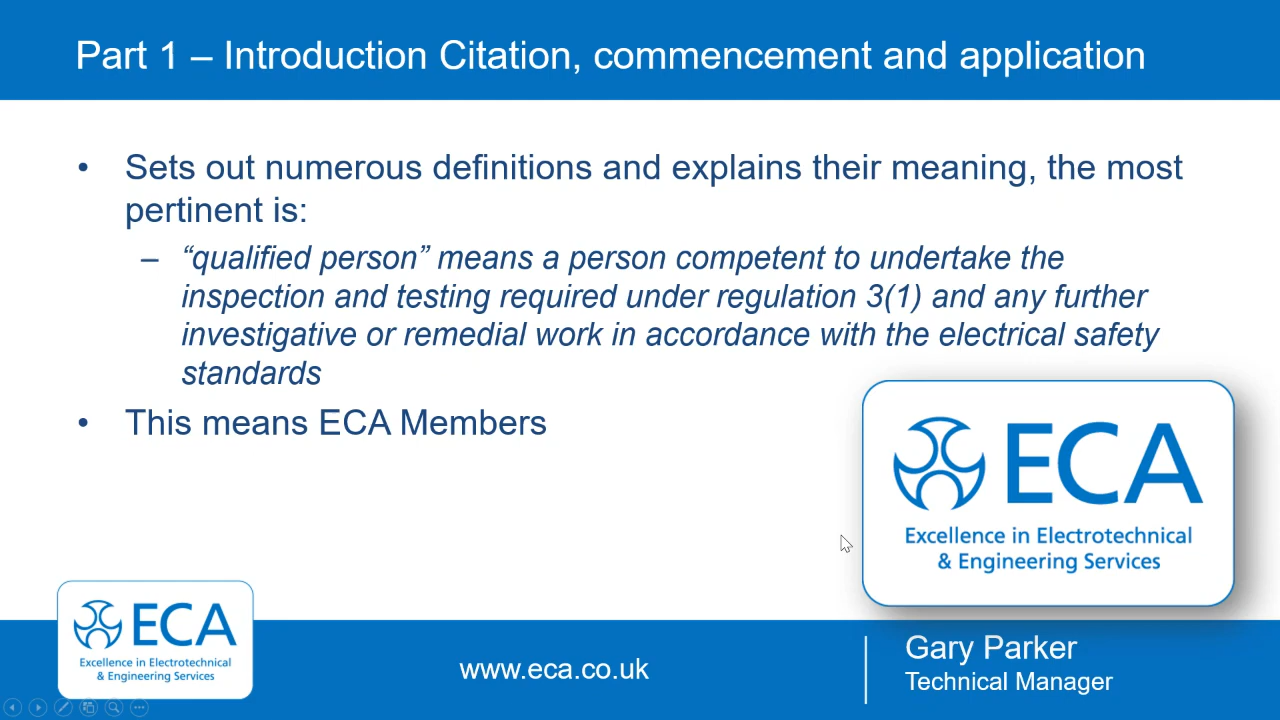 Part 1 – Introduction Citation, commencement and application
• Sets out numerous definitions and explains their meaning, the most
pertinent is:
– “qualified person” means a person competent to undertake the
inspection and testing required under regulation 3(1) and any further
investigative or remedial work in accordance with the electrical safety
standards
• This means ECA Members
ECA
Excellence in Electrotechnical
& Engineering Services
ECA
Excellence in Electrotechnical
& Engineering Services
www.eca.co.uk
Gary Parker
Technical Manager